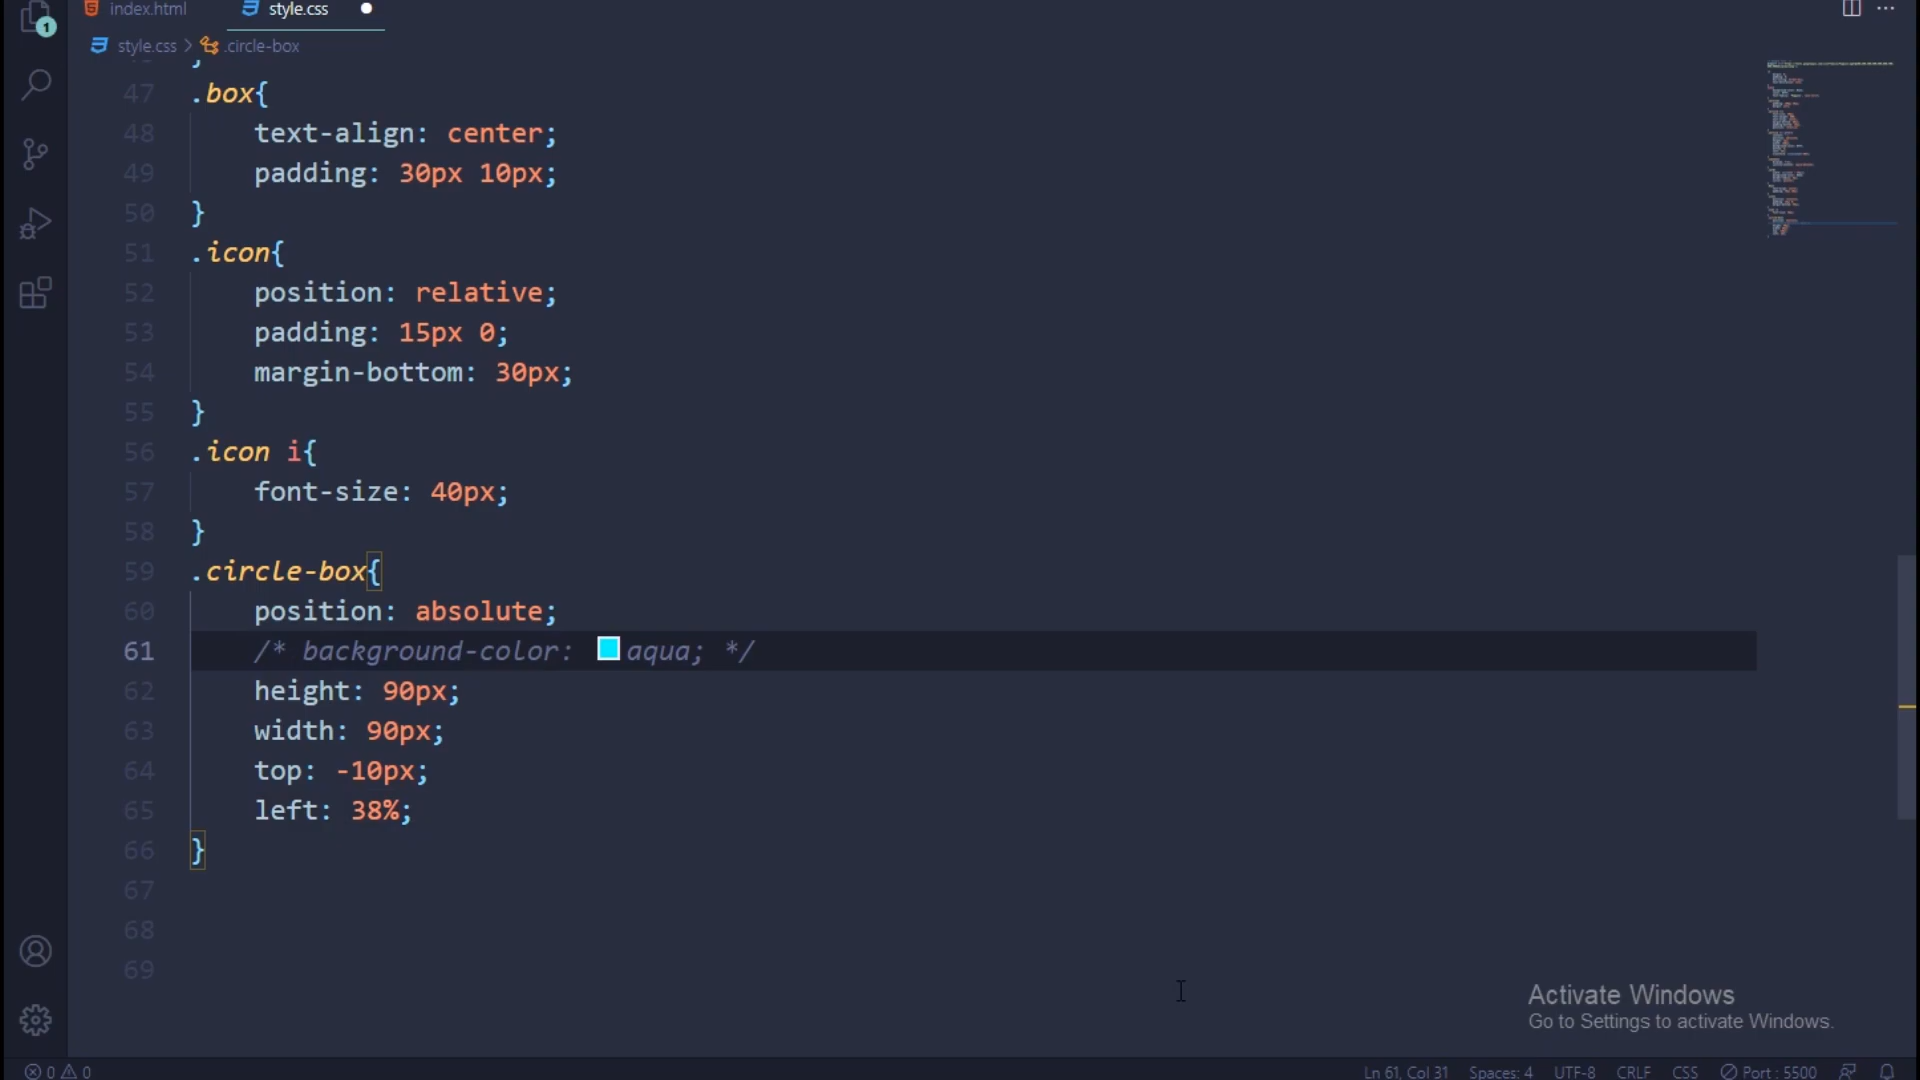 index.html
style.css
1
style.css > .circle-box
47 .box{
48 text-align: center;
49 padding: 30px 10px;
50 }
51 .icon{
52 position: relative;
53 padding: 15px 0;
54 margin-bottom: 30px;
55 }
56 .icon i{
57 font-size: 40px;
58 }
59 .circle-box{
60 position: absolute;
61 /* background-color: aqua; */
62 height: 90px;
63 width: 90px;
64 top: -10px;
65 left: 38%;
66 }
67
68
69
Activate Windows
Go to Settings to activate Windows.
0 0 Ln 61, Col 31 Spaces: 4 UTF-8 CRLF CSS Port : 5500